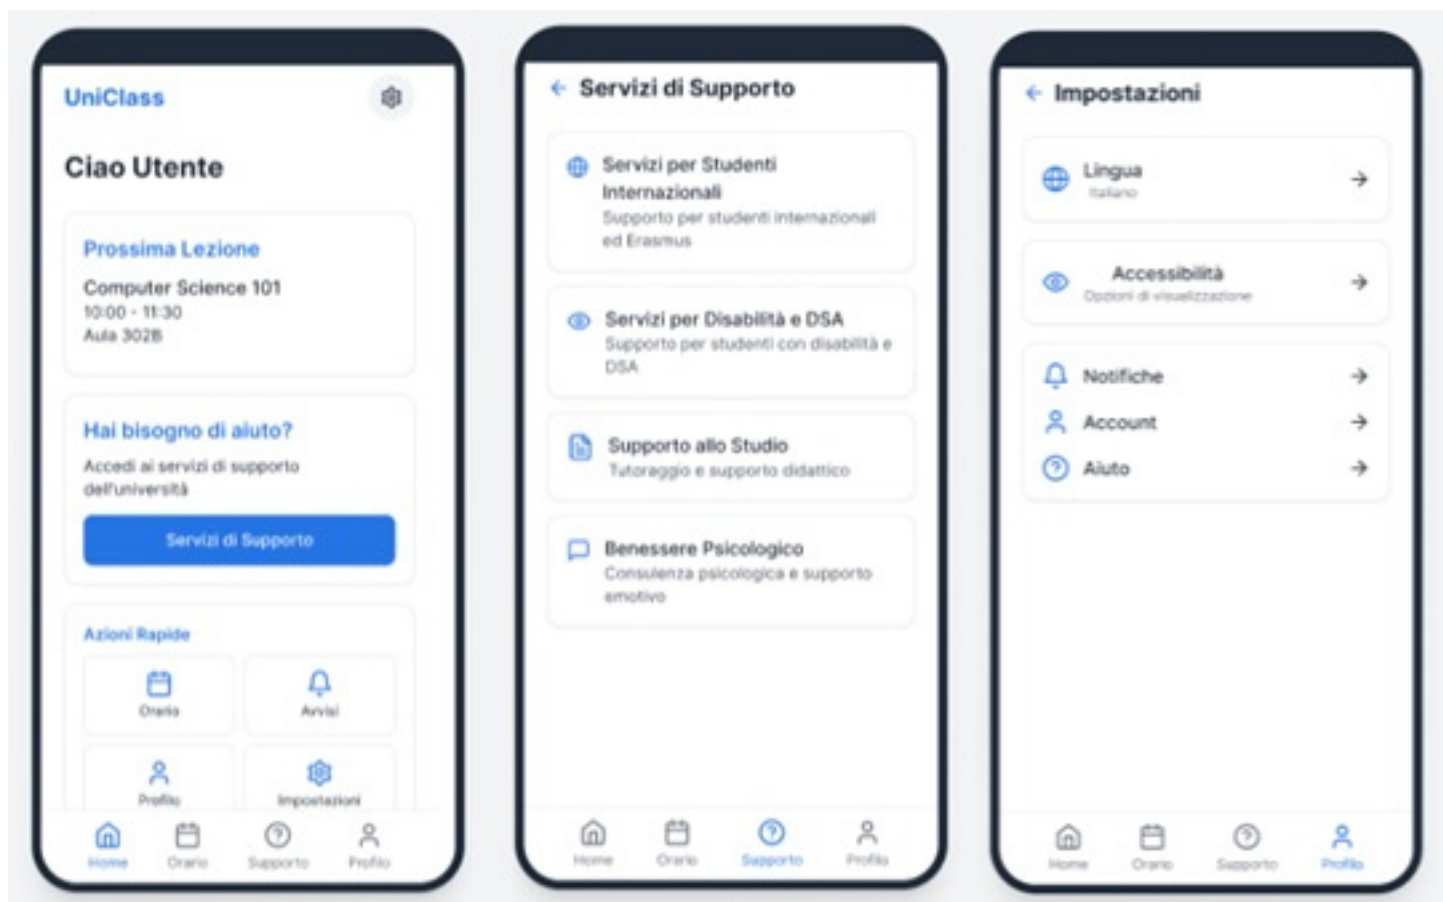 UniClass
Ciao Utente
Prossima Lezione
Computer Science 101
10:00 - 11:30
Aula 302B
Hai bisogno di aiuto?
Accedi ai servizi di supporto
dell'università
Servizi di Supporto
Azioni Rapide
Orario
Avvisi
Profilo
Impostazioni
Home
Orario
Supporto
Profilo
Servizi di Supporto
Servizi per Studenti
Internazionali
Supporto per studenti internazionali
ed Erasmus
Servizi per Disabilità e DSA
Supporto per studenti con disabilità e
DSA
Supporto allo Studio
Tutoraggio e supporto didattico
Benessere Psicologico
Consulenza psicologica e supporto
emotivo
Home
Orario
Supporto
Profilo
Impostazioni
Lingua
Italiano
Accessibilità
Opzioni di visualizzazione
Notifiche
Account
Aiuto
Home
Orario
Supporto
Profilo